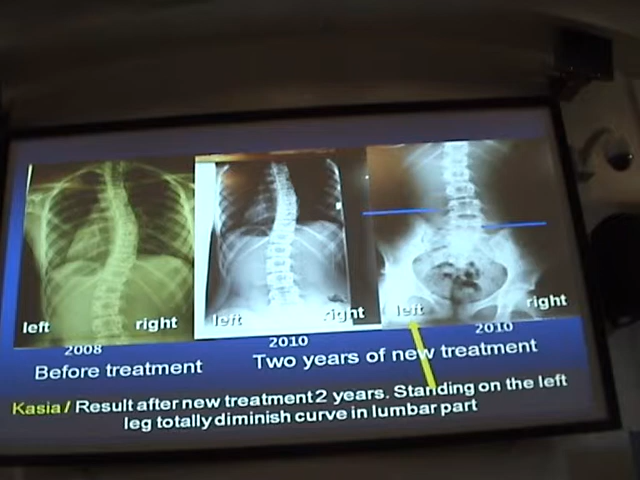 left right
left right
left right
2008
2010
2010
Before treatment
Two years of new treatment
Kasia / Result after new treatment 2 years. Standing on the left
leg totally diminish curve in lumbar part